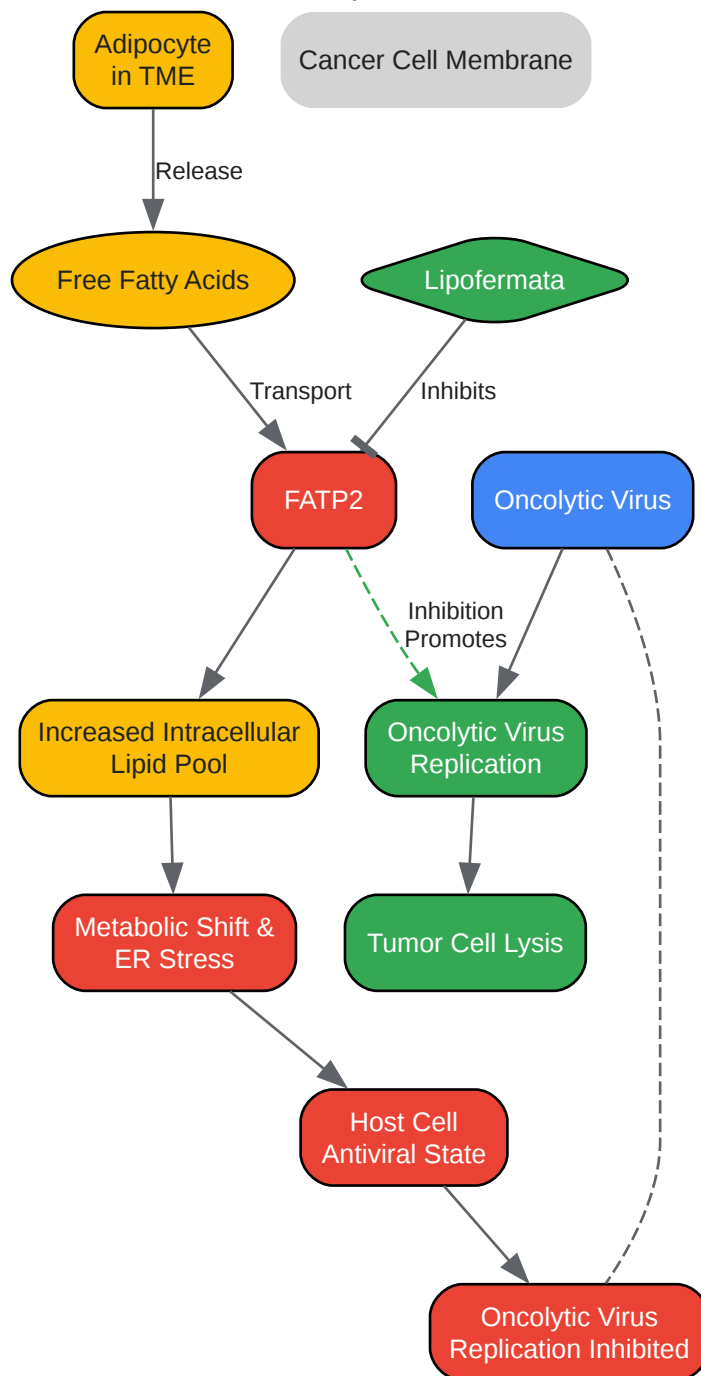 Adipocyte
in TME
Cancer Cell Membrane
Release
Free Fatty Acids
Lipofermata
Transport
Inhibits
FATP2
Oncolytic Virus
Inhibition
Promotes
Increased Intracellular
Lipid Pool
Oncolytic Virus
Replication
Metabolic Shift &
ER Stress
Tumor Cell Lysis
Host Cell
Antiviral State
Oncolytic Virus
Replication Inhibited